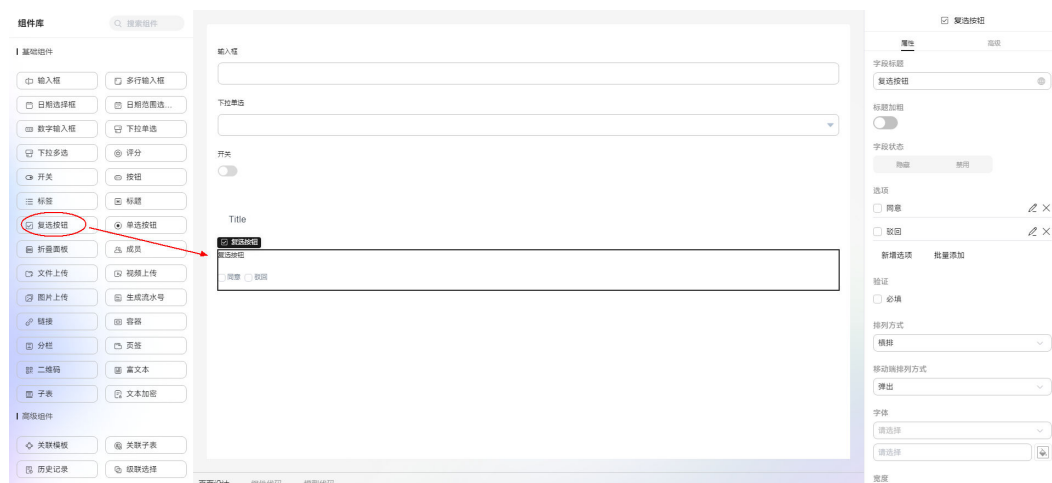 组件库
搜索组件
基础组件
输入框
多行输入框
日期选择框
日期范围选...
数字输入框
下拉单选
下拉多选
评分
开关
按钮
标签
标题
复选按钮
单选按钮
折叠面板
成员
文件上传
视频上传
图片上传
生成流水号
链接
容器
分栏
页签
二维码
富文本
子表
文本加密
高级组件
关联模板
关联子表
历史记录
级联选择
输入框
下拉单选
开关
Title
复选按钮
复选按钮
同意
驳回
页面设计
复选按钮
属性
高级
字段标题
复选按钮
标题加粗
字段状态
隐藏
禁用
选项
同意
驳回
新增选项
批量添加
验证
必填
排列方式
横排
移动端排列方式
弹出
字体
请选择
请选择
宽度